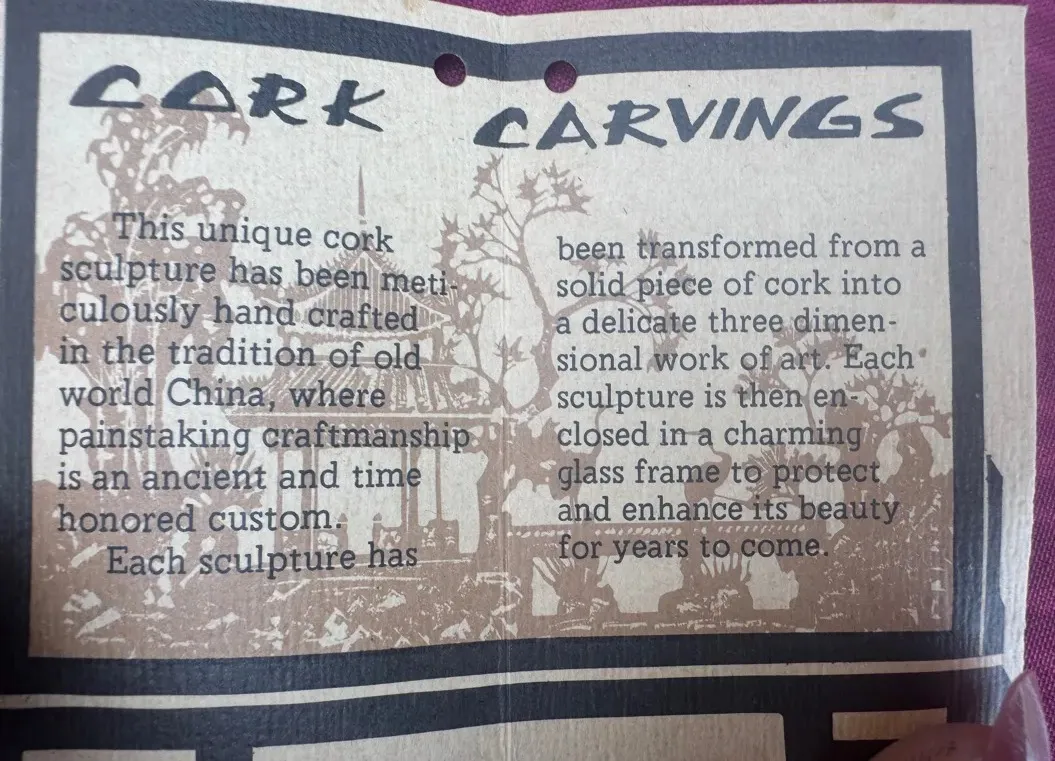 CORK CARVINGS
This unique cork
sculpture has been meti-
culously hand crafted
in the tradition of old
world China, where
painstaking craftmanship
is an ancient and time
honored custom.
Each sculpture has
been transformed from a
solid piece of cork into
a delicate three dimen-
sional work of art. Each
sculpture is then en-
closed in a charming
glass frame to protect
and enhance its beauty
for years to come.